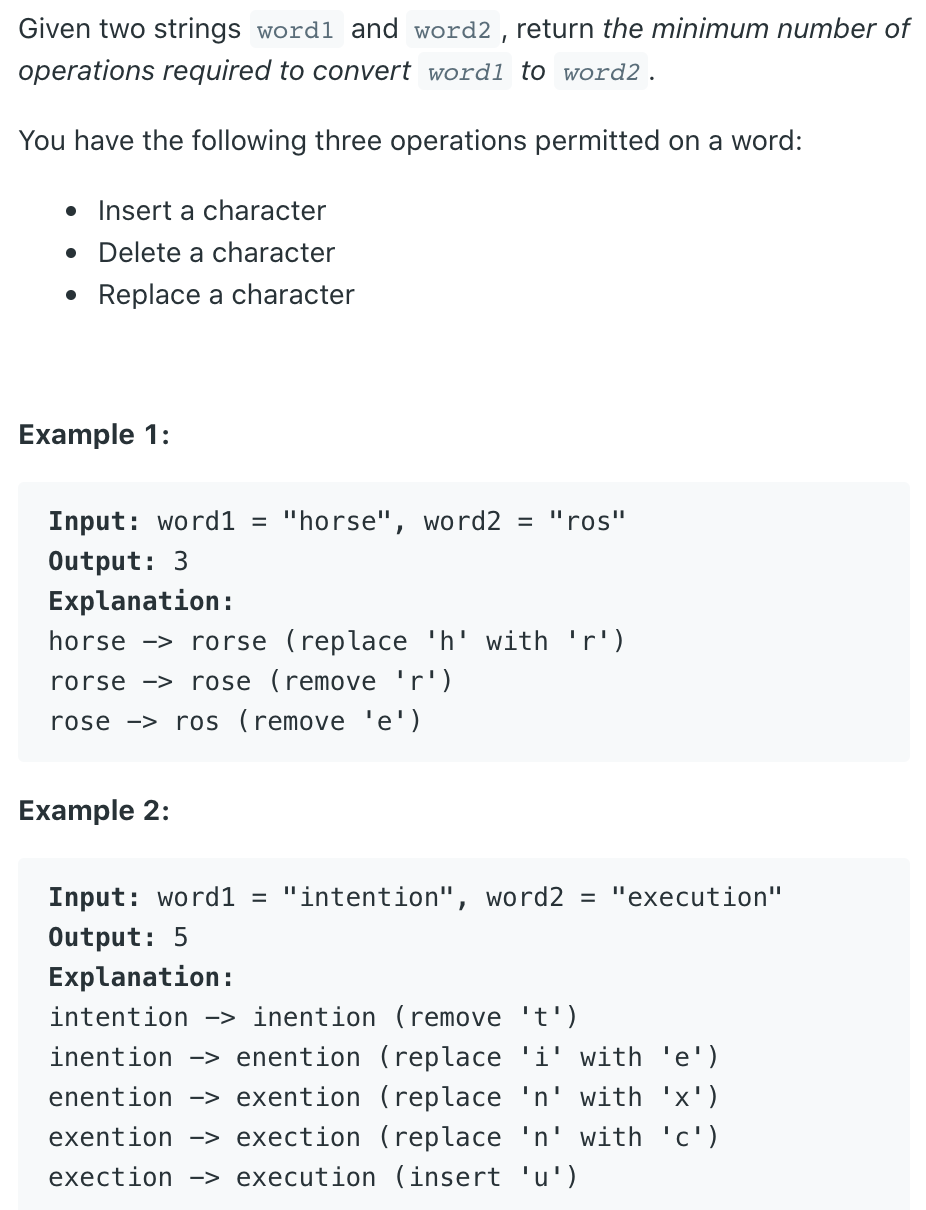 Given two strings word1 and word2 , return the minimum number of
operations required to convert word1 to word2 .
You have the following three operations permitted on a word:
• Insert a character
• Delete a character
• Replace a character
Example 1:
Input: word1 = "horse", word2 = "ros"
Output: 3
Explanation:
horse -> rorse (replace 'h' with 'r')
rorse -> rose (remove 'r')
rose -> ros (remove 'e')
Example 2:
Input: word1 = "intention", word2 = "execution"
Output: 5
Explanation:
intention -> inention (remove 't')
inention -> enention (replace 'i' with 'e')
enention -> exention (replace 'n' with 'x')
exention -> exection (replace 'n' with 'c')
exection -> execution (insert 'u')